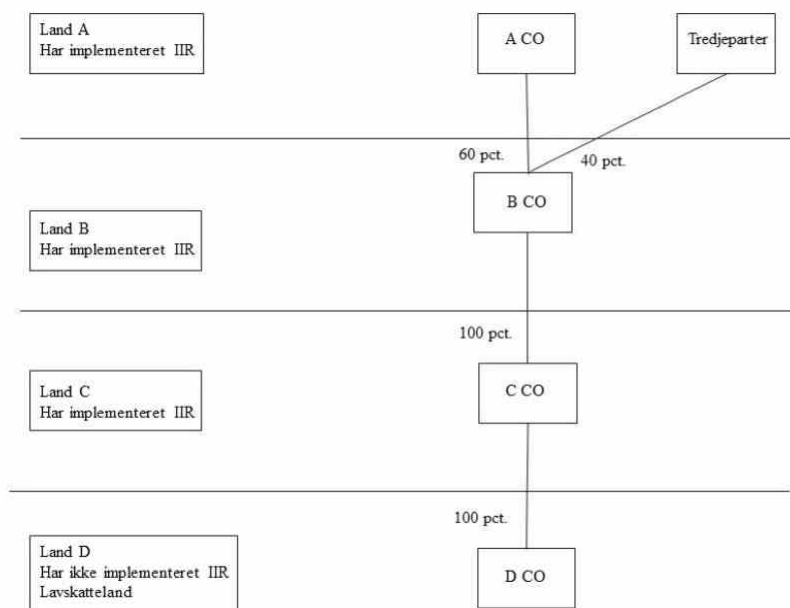 Land A
Har implementeret IIR
A CO
Tredjeparter
60 pct.
40 pct.
B CO
Land B
Har implementeret IIR
100 pct.
C CO
Land C
Har implementeret IIR
100 pct.
Land D
Har ikke implementeret IIR
Lavskatteland
D CO